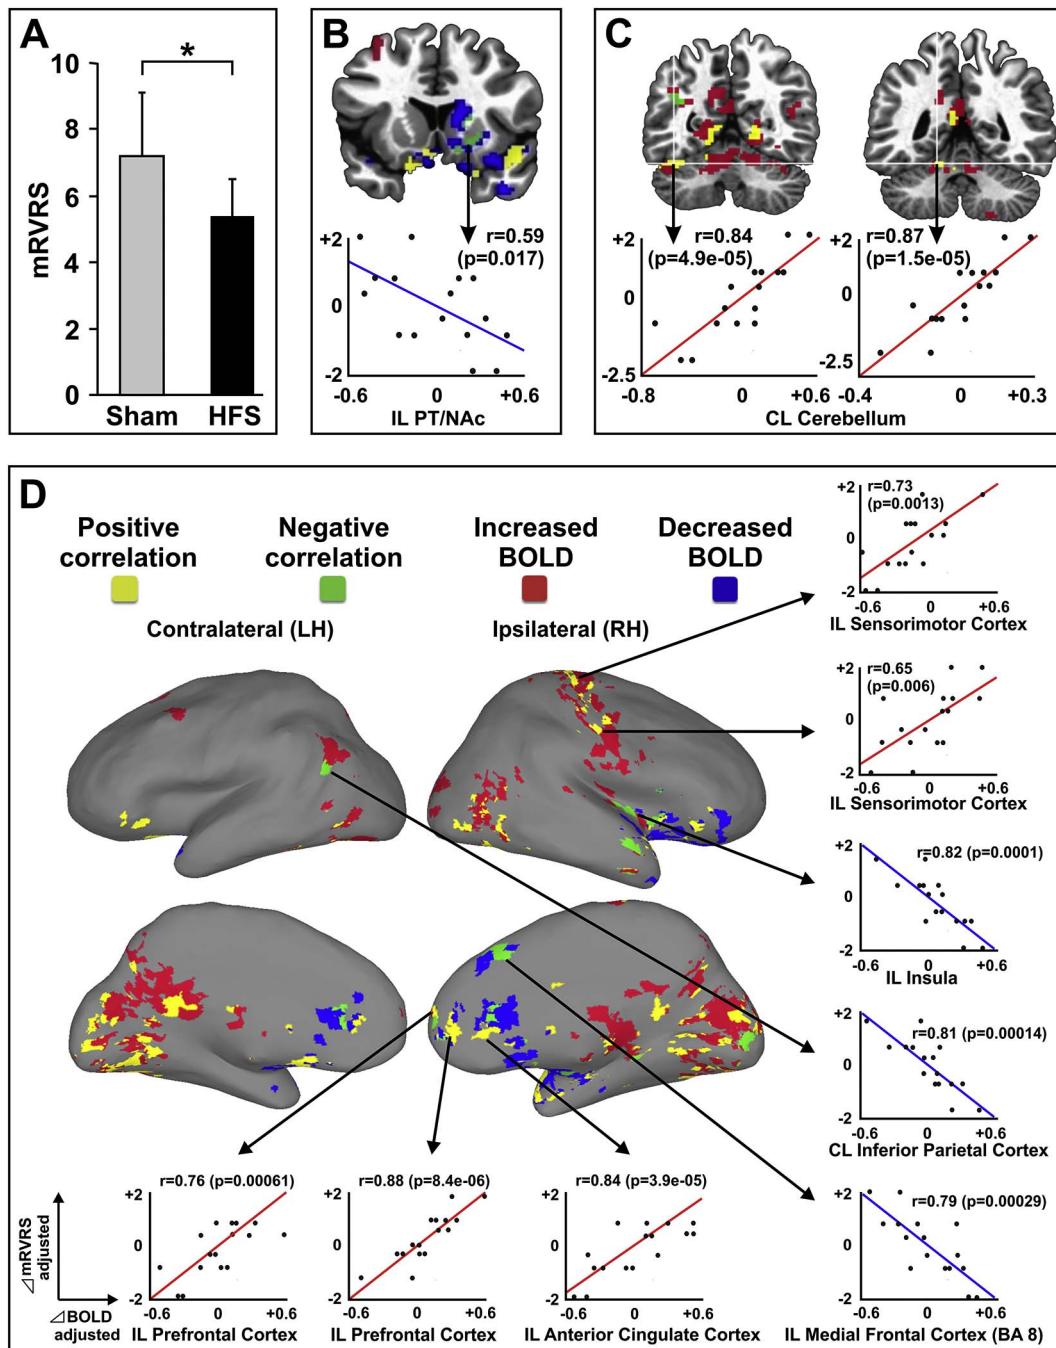 A
mRVRS
10
8
6
4
2
0
*
Sham
HFS
B
r=0.59
(p=0.017)
+2
0
-2
-0.6
0
+0.6
IL PT/NAc
C
r=0.84
(p=4.9e-05)
+2
0
-2.5
-0.8
0
+0.6
r=0.87
(p=1.5e-05)
+2
0
-2.5
-0.4
0
+0.3
CL Cerebellum
D
Positive
correlation
Negative
correlation
Increased
BOLD
Decreased
BOLD
Contralateral (LH)
Ipsilateral (RH)
r=0.73
(p=0.0013)
+2
0
-2
-0.6
0
+0.6
IL Sensorimotor Cortex
r=0.65
(p=0.006)
+2
0
-2
-0.6
0
+0.6
IL Sensorimotor Cortex
r=0.82 (p=0.0001)
+2
0
-2
-0.6
0
+0.6
IL Insula
r=0.81 (p=0.00014)
+2
0
-2
-0.6
0
+0.6
CL Inferior Parietal Cortex
⊿mRVRS
adjusted
⊿BOLD
adjusted
r=0.76 (p=0.00061)
+2
0
-2
-0.6
0
+0.6
IL Prefrontal Cortex
r=0.88 (p=8.4e-06)
+2
0
-2
-0.6
0
+0.6
IL Prefrontal Cortex
r=0.84 (p=3.9e-05)
+2
0
-2
-0.6
0
+0.6
IL Anterior Cingulate Cortex
r=0.79 (p=0.00029)
+2
0
-2
-0.6
0
+0.6
IL Medial Frontal Cortex (BA 8)